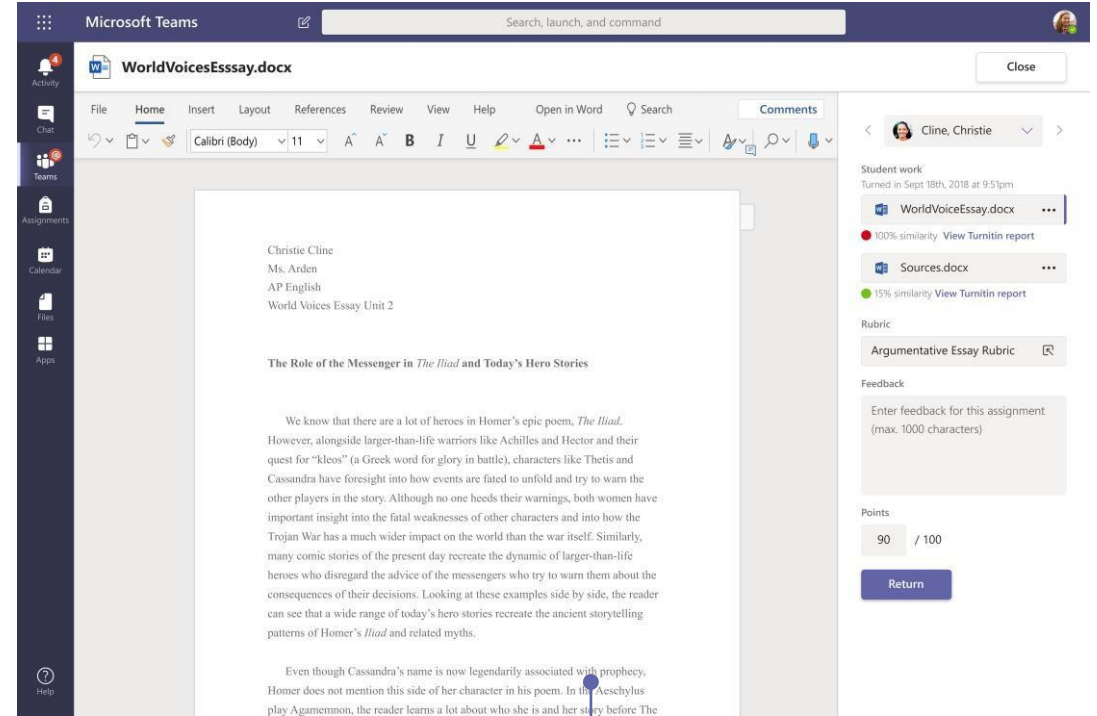 Microsoft Teams
Search, launch, and command
Activity
Chat
Teams
Assignments
Calendar
Files
Apps
Help
WorldVoicesEsssay.docx
Close
File Home Insert Layout References Review View Help Open in Word Search Comments
Calibri (Body) 11 A A B I U A
Christie Cline
Ms. Arden
AP English
World Voices Essay Unit 2
The Role of the Messenger in The Iliad and Today's Hero Stories
We know that there are a lot of heroes in Homer's epic poem, The Iliad.
However, alongside larger-than-life warriors like Achilles and Hector and their
quest for “kleos” (a Greek word for glory in battle), characters like Thetis and
Cassandra have foresight into how events are fated to unfold and try to warn the
other players in the story. Although no one heeds their warnings, both women have
important insight into the fatal weaknesses of other characters and into how the
Trojan War has a much wider impact on the world than the war itself. Similarly,
many comic stories of the present day recreate the dynamic of larger-than-life
heroes who disregard the advice of the messengers who try to warn them about the
consequences of their decisions. Looking at these examples side by side, the reader
can see that a wide range of today's hero stories recreate the ancient storytelling
patterns of Homer's Iliad and related myths.
Even though Cassandra's name is now legendarily associated with prophecy,
Homer does not mention this side of her character in his poem. In the Aeschylus
play Agamemnon, the reader learns a lot about who she is and her story before The
Cline, Christie
Student work
Turned in Sept 18th, 2018 at 9:51pm
WorldVoiceEssay.docx
100% similarity View Turnitin report
Sources.docx
15% similarity View Turnitin report
Rubric
Argumentative Essay Rubric
Feedback
Enter feedback for this assignment
(max. 1000 characters)
Points
90 / 100
Return